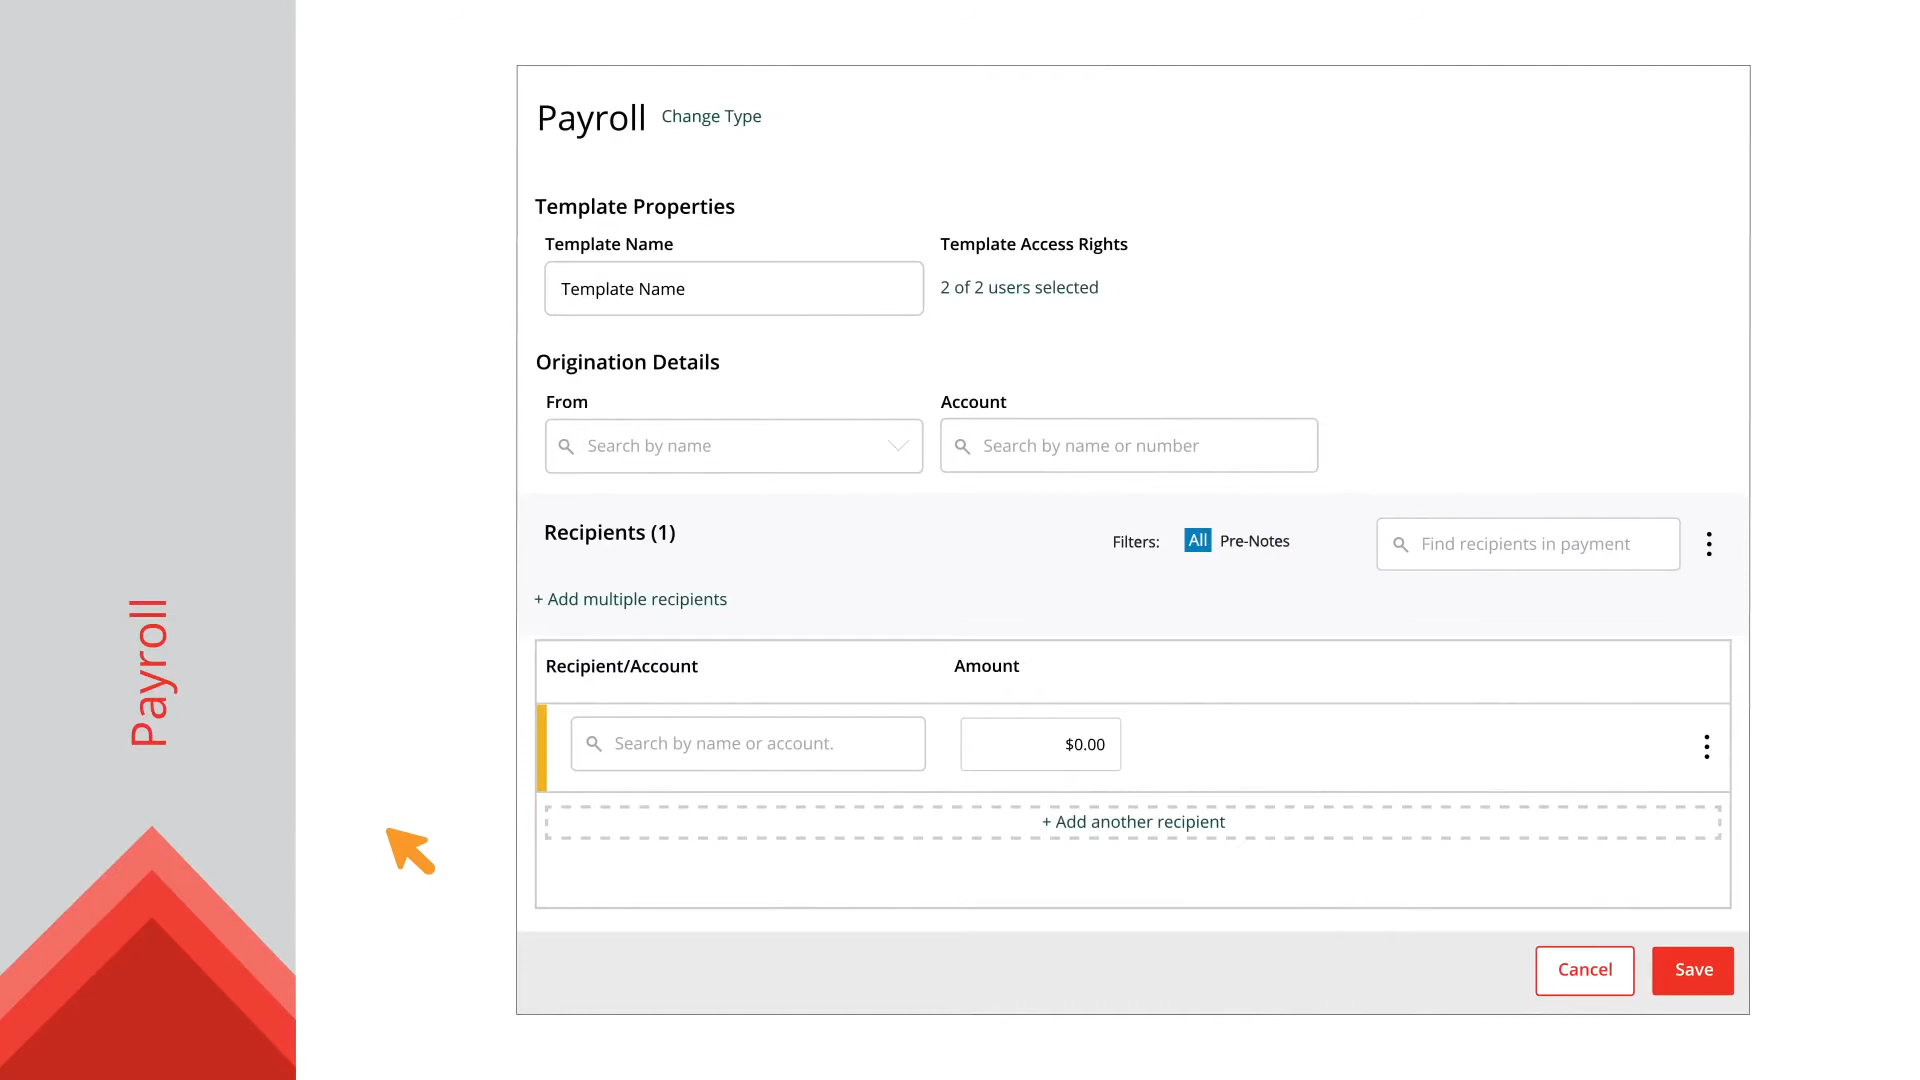 Payroll
Payroll Change Type
Template Properties
Template Name Template Access Rights
Template Name 2 of 2 users selected
Origination Details
From Account
Search by name Search by name or number
Recipients (1) Filters: All Pre-Notes Find recipients in payment
+ Add multiple recipients
Recipient/Account Amount
Search by name or account. $0.00
+ Add another recipient
Cancel Save